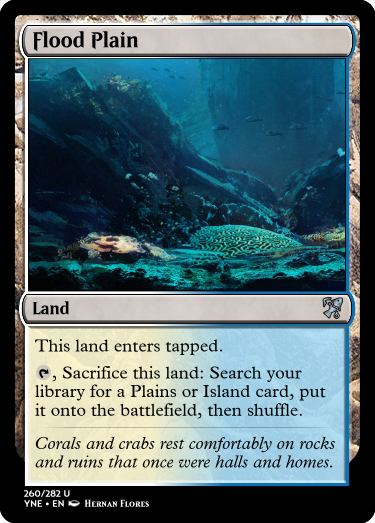 Flood Plain
Land
This land enters tapped.
, Sacrifice this land: Search your
library for a Plains or Island card, put
it onto the battlefield, then shuffle.
Corals and crabs rest comfortably on rocks
and ruins that once were halls and homes.
260/282 U
YNE • EN Hernan Flores